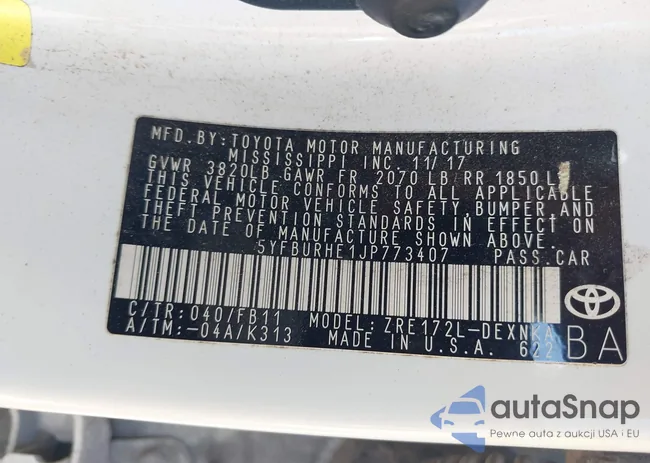 MFD. BY: TOYOTA MOTOR MANUFACTURING
MISSISSIPPI INC. 11/17
GVWR 3820LB GAWR FR 2070 LB RR 1850 L
THIS VEHICLE CONFORMS TO ALL APPLICABLE
FEDERAL MOTOR VEHICLE SAFETY, BUMPER, AND
THEFT PREVENTION STANDARDS IN EFFECT ON
THE DATE OF MANUFACTURE SHOWN ABOVE.
5YFBURHE1JP773407 PASS. CAR
C/TR: 040/FB11 MODEL: ZRE172L-DEXNKA
A/TM: -04A/K313 MADE IN U.S.A. 622
BA
autoSnap
Pewne auta z aukcji USA i EU